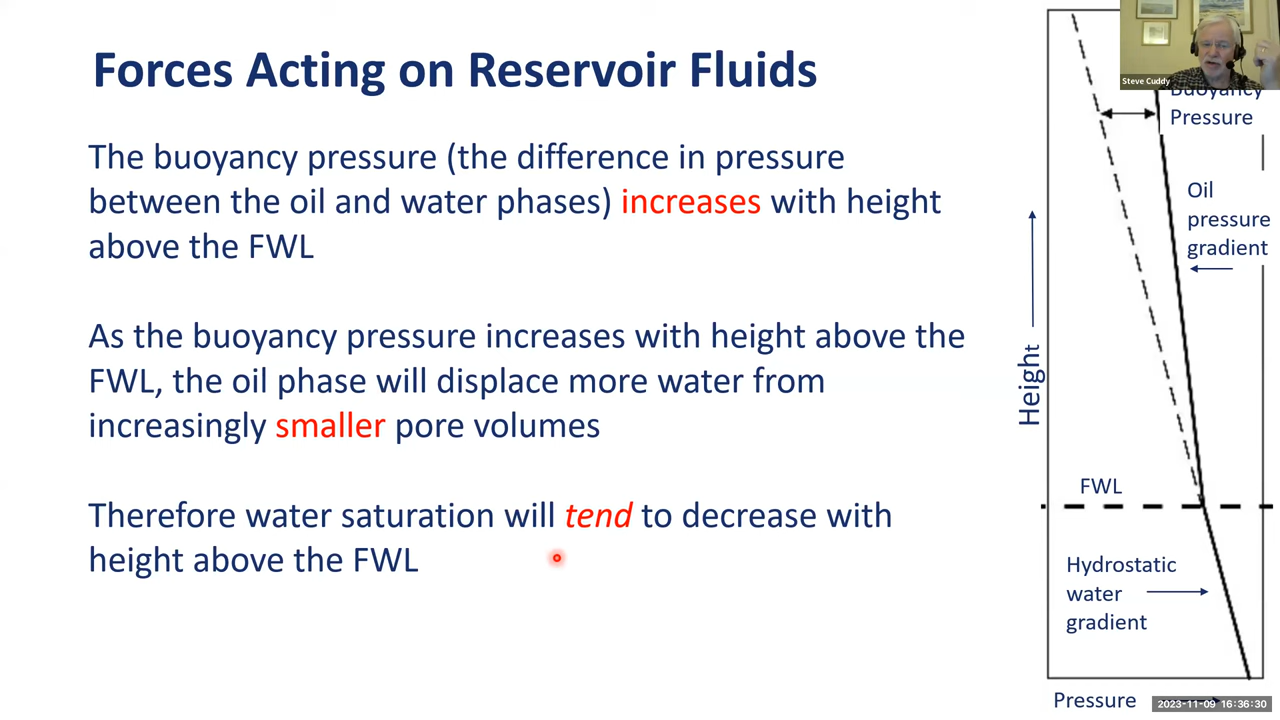 Forces Acting on Reservoir Fluids
The buoyancy pressure (the difference in pressure
between the oil and water phases) increases with height
above the FWL
As the buoyancy pressure increases with height above the
FWL, the oil phase will displace more water from
increasingly smaller pore volumes
Therefore water saturation will tend to decrease with
height above the FWL
Steve Cuddy
Buoyancy
Pressure
Oil
pressure
gradient
Height
FWL
Hydrostatic
water
gradient
Pressure
2023-11-09 16:36:30